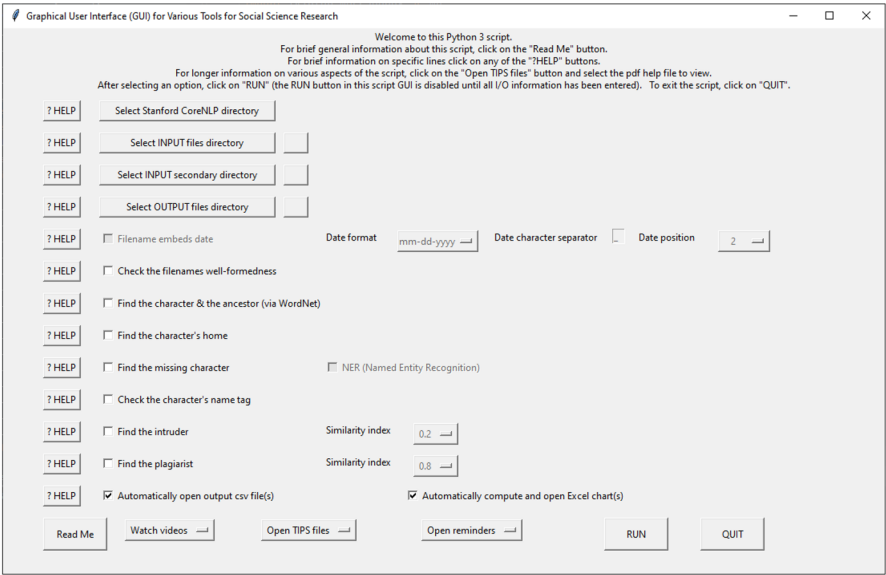 Graphical User Interface (GUI) for Various Tools for Social Science Research
Welcome to this Python 3 script.
For brief general information about this script, click on the "Read Me" button.
For brief information on specific lines click on any of the "?HELP" buttons.
For longer information on various aspects of the script, click on the "Open TIPS files" button and select the pdf help file to view.
After selecting an option, click on "RUN" (the RUN button in this script GUI is disabled until all I/O information has been entered). To exit the script, click on "QUIT".
? HELP Select Stanford CoreNLP directory
? HELP Select INPUT files directory
? HELP Select INPUT secondary directory
? HELP Select OUTPUT files directory
? HELP Filename embeds date Date format mm-dd-yyyy Date character separator _ Date position 2
? HELP Check the filenames well-formedness
? HELP Find the character & the ancestor (via WordNet)
? HELP Find the character's home
? HELP Find the missing character NER (Named Entity Recognition)
? HELP Check the character's name tag
? HELP Find the intruder Similarity index 0.2
? HELP Find the plagiarist Similarity index 0.8
? HELP Automatically open output csv file(s) Automatically compute and open Excel chart(s)
Read Me Watch videos Open TIPS files Open reminders RUN QUIT